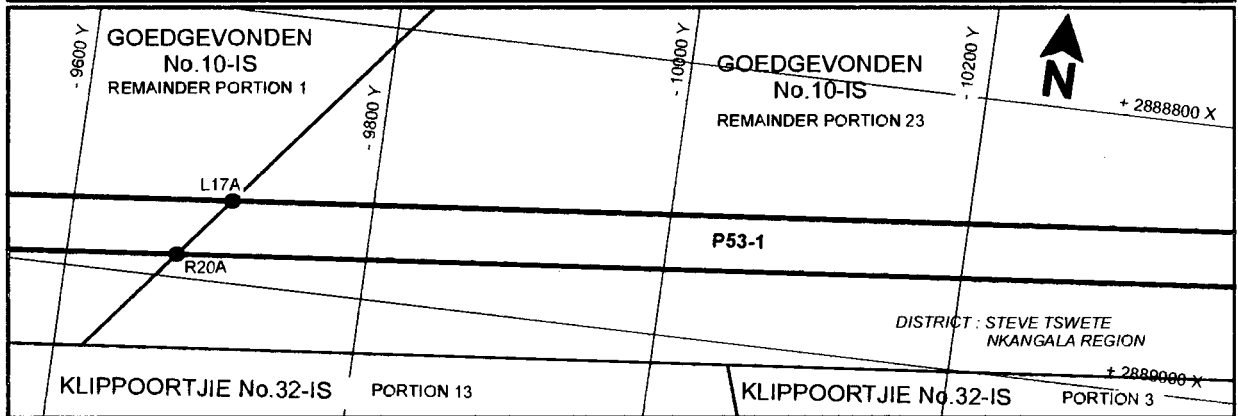 - 9600 Y
GOEDGEVONDEN
No.10-IS
REMAINDER PORTION 1
- 9800 Y
- 10000 Y
GOEDGEVONDEN
No.10-IS
REMAINDER PORTION 23
- 10200 Y
N
+ 2888800 X
L17A
P53-1
R20A
DISTRICT : STEVE TSWETE
NKANGALA REGION
+ 2889000 X
KLIPPOORTJIE No.32-IS PORTION 13
KLIPPOORTJIE No.32-IS PORTION 3